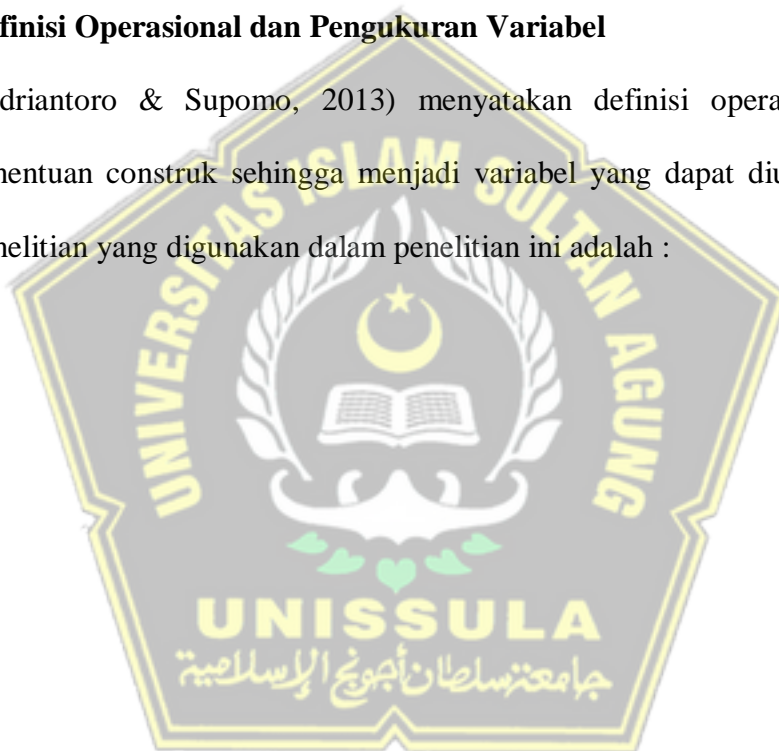 finisi Operasional dan Pengukuran Variabel
driantoro & Supomo, 2013) menyatakan definisi opera
nentuan construk sehingga menjadi variabel yang dapat diu
nelitian yang digunakan dalam penelitian ini adalah :
UNIVERSITAS ISLAM SULTAN AGUNG
UNISSULA
جامعة سلطان أجونج الإسلامية